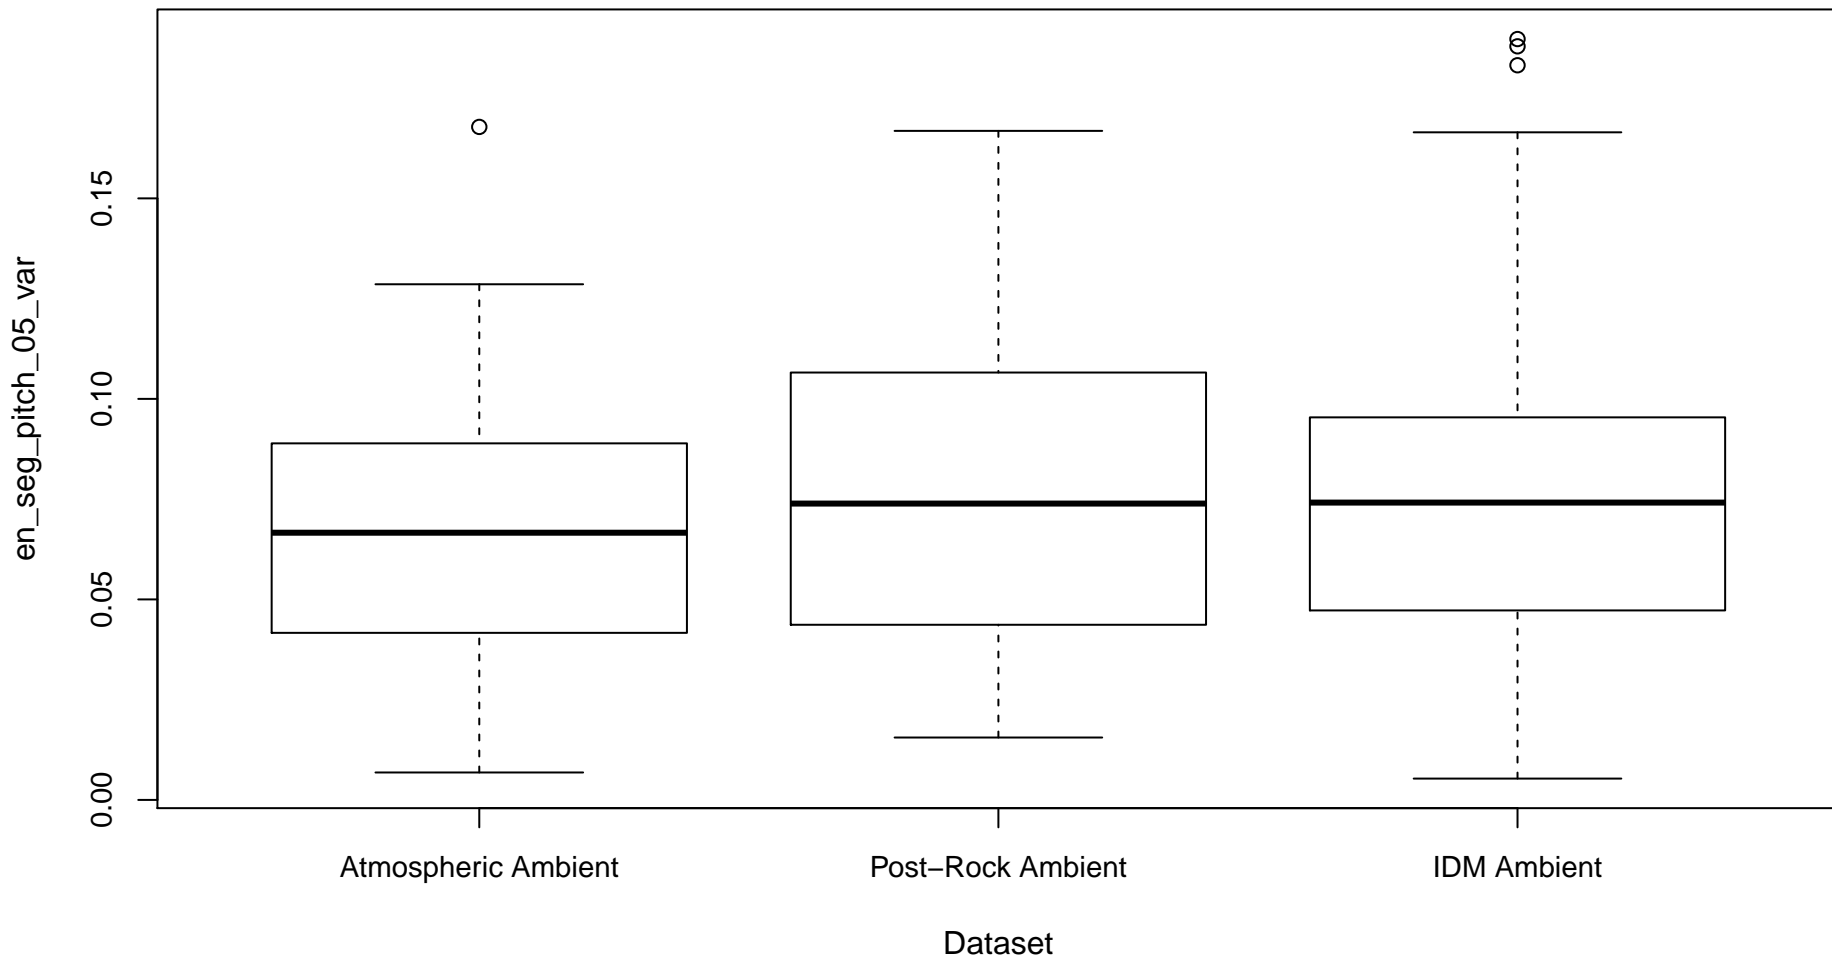 en_seg_pitch_05_var
0.15
0.10
0.05
0.00
Atmospheric Ambient
Post−Rock Ambient
IDM Ambient
Dataset